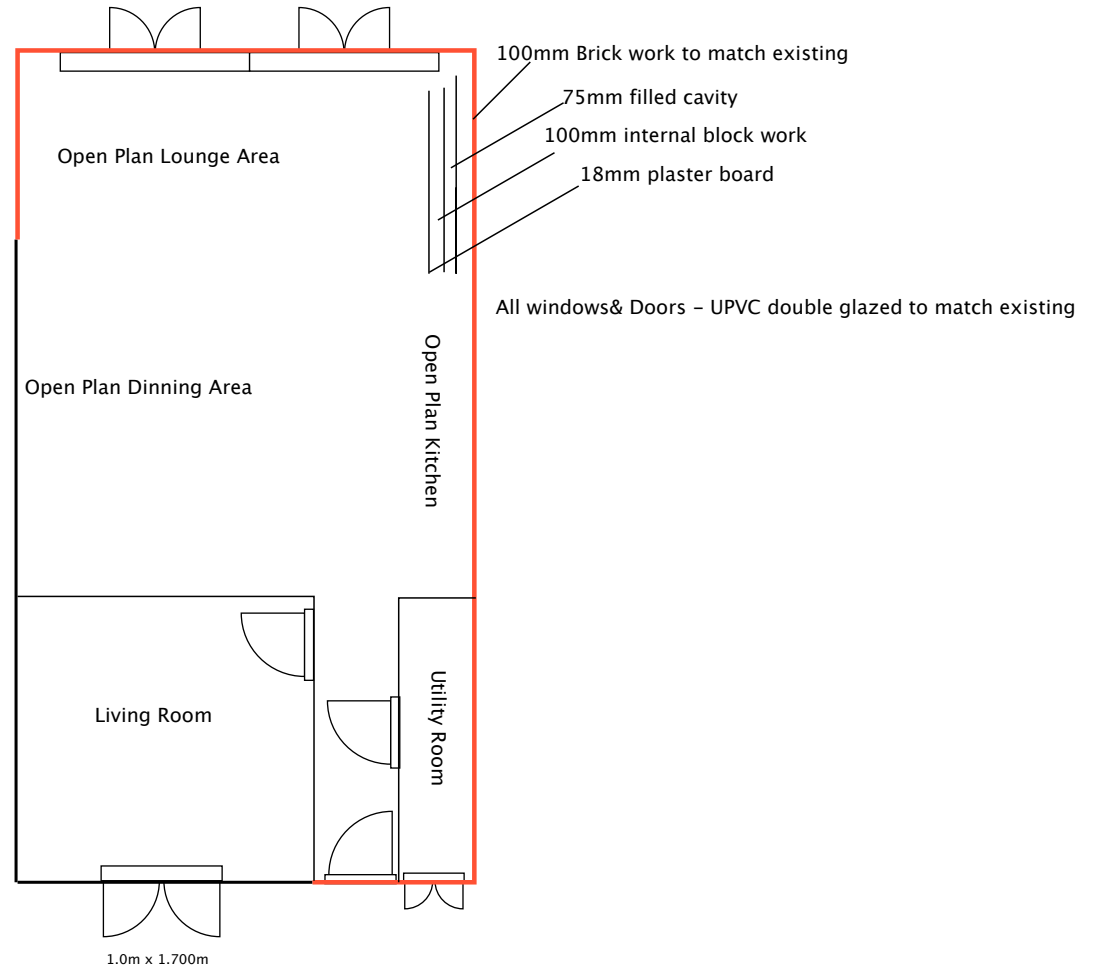 100mm Brick work to match existing
75mm filled cavity
100mm internal block work
Open Plan Lounge Area
18mm plaster board
All windows& Doors - UPVC double glazed to match existing
Open Plan Dinning Area
Open Plan Kitchen
Living Room
Utility Room
1.0m x 1.700m